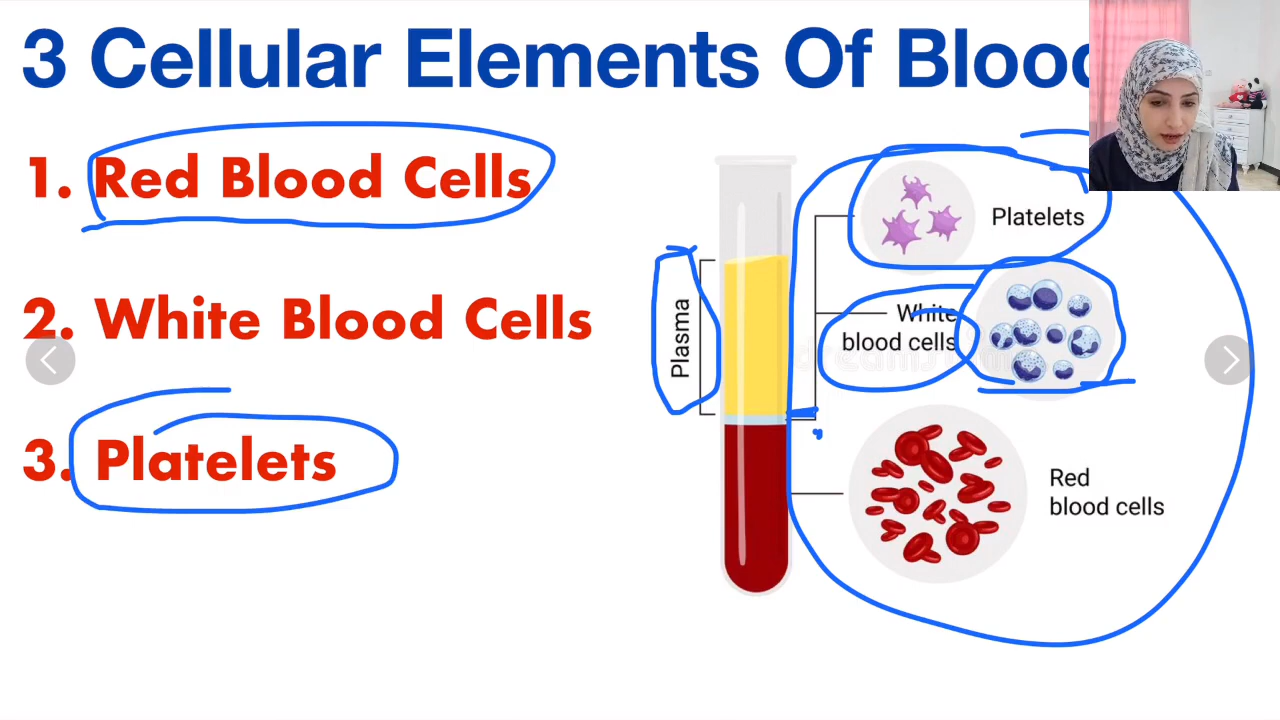 3 Cellular Elements Of Blood
1. Red Blood Cells
2. White Blood Cells
3. Platelets
Plasma
Platelets
White
blood cells
Red
blood cells